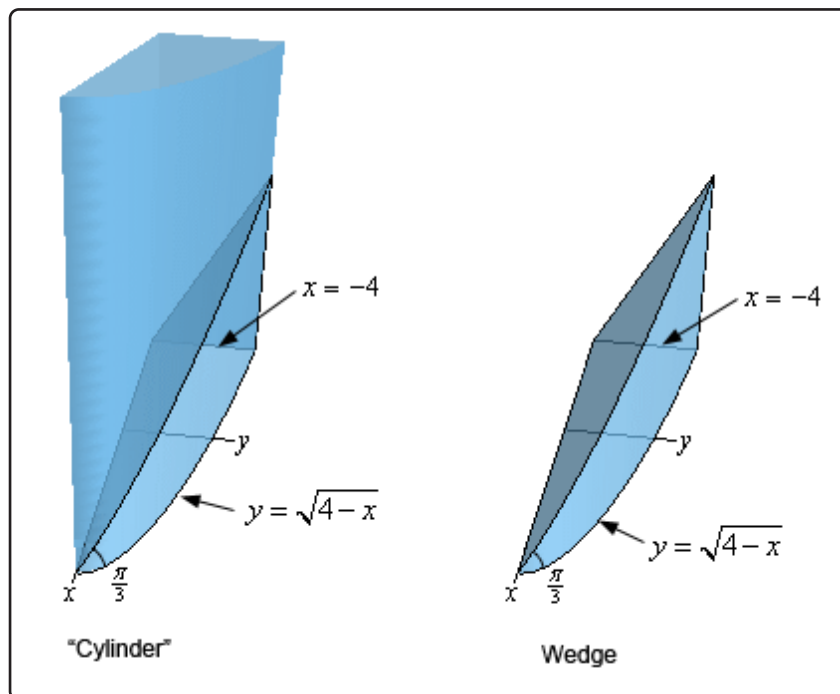 x = −4
y
y = √(4 − x)
π/3
x
"Cylinder"
x = −4
y
y = √(4 − x)
π/3
x
Wedge